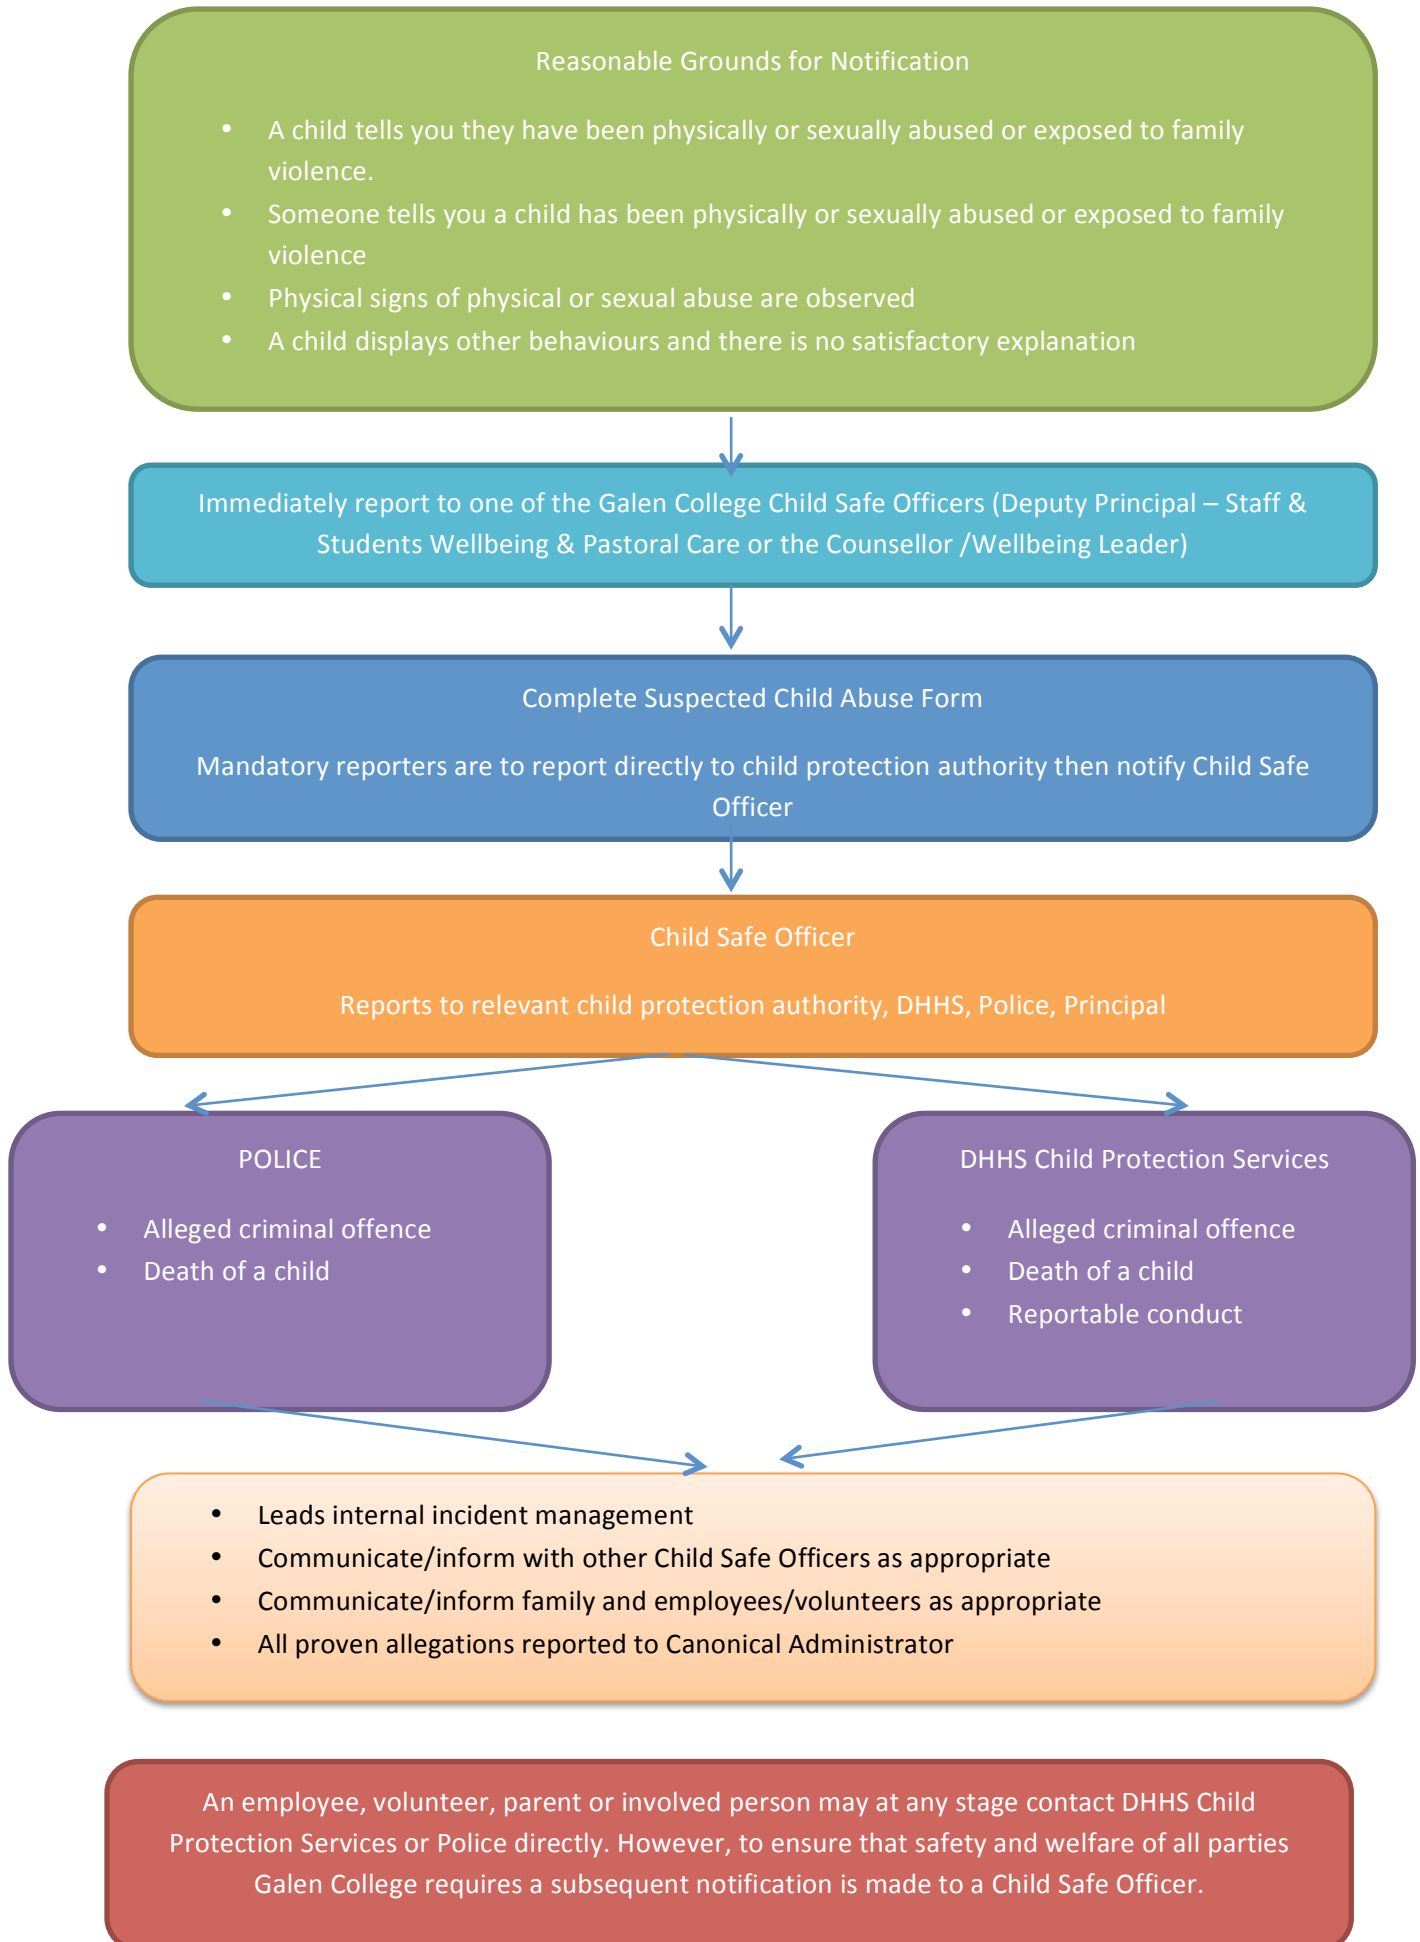 Reasonable Grounds for Notification
• A child tells you they have been physically or sexually abused or exposed to family
violence.
• Someone tells you a child has been physically or sexually abused or exposed to family
violence
• Physical signs of physical or sexual abuse are observed
• A child displays other behaviours and there is no satisfactory explanation
Immediately report to one of the Galen College Child Safe Officers (Deputy Principal – Staff &
Students Wellbeing & Pastoral Care or the Counsellor /Wellbeing Leader)
Complete Suspected Child Abuse Form
Mandatory reporters are to report directly to child protection authority then notify Child Safe
Officer
Child Safe Officer
Reports to relevant child protection authority, DHHS, Police, Principal
POLICE
• Alleged criminal offence
• Death of a child
DHHS Child Protection Services
• Alleged criminal offence
• Death of a child
• Reportable conduct
• Leads internal incident management
• Communicate/inform with other Child Safe Officers as appropriate
• Communicate/inform family and employees/volunteers as appropriate
• All proven allegations reported to Canonical Administrator
An employee, volunteer, parent or involved person may at any stage contact DHHS Child
Protection Services or Police directly. However, to ensure that safety and welfare of all parties
Galen College requires a subsequent notification is made to a Child Safe Officer.